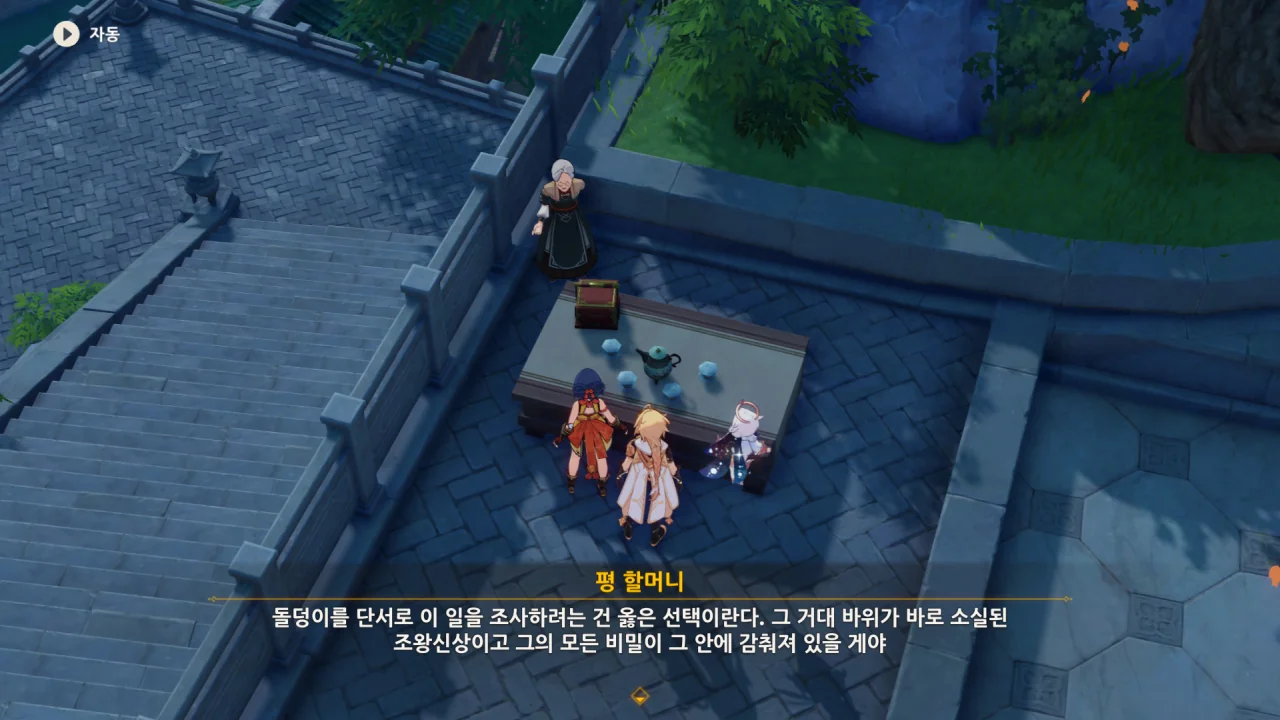 자동
평 할머니
돌덩이를 단서로 이 일을 조사하려는 건 옳은 선택이란다. 그 거대 바위가 바로 소실된
조왕신상이고 그의 모든 비밀이 그 안에 감춰져 있을 게야